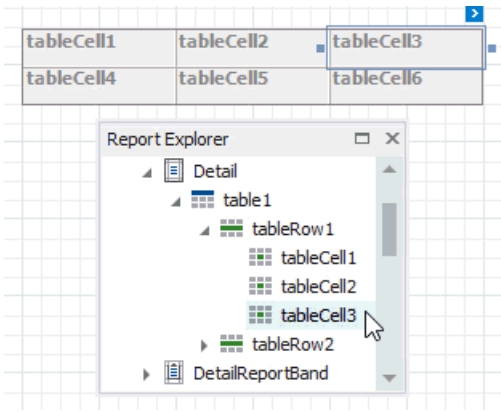 tableCell1 tableCell2 tableCell3
tableCell4 tableCell5 tableCell6
Report Explorer
Detail
table1
tableRow1
tableCell1
tableCell2
tableCell3
tableRow2
DetailReportBand